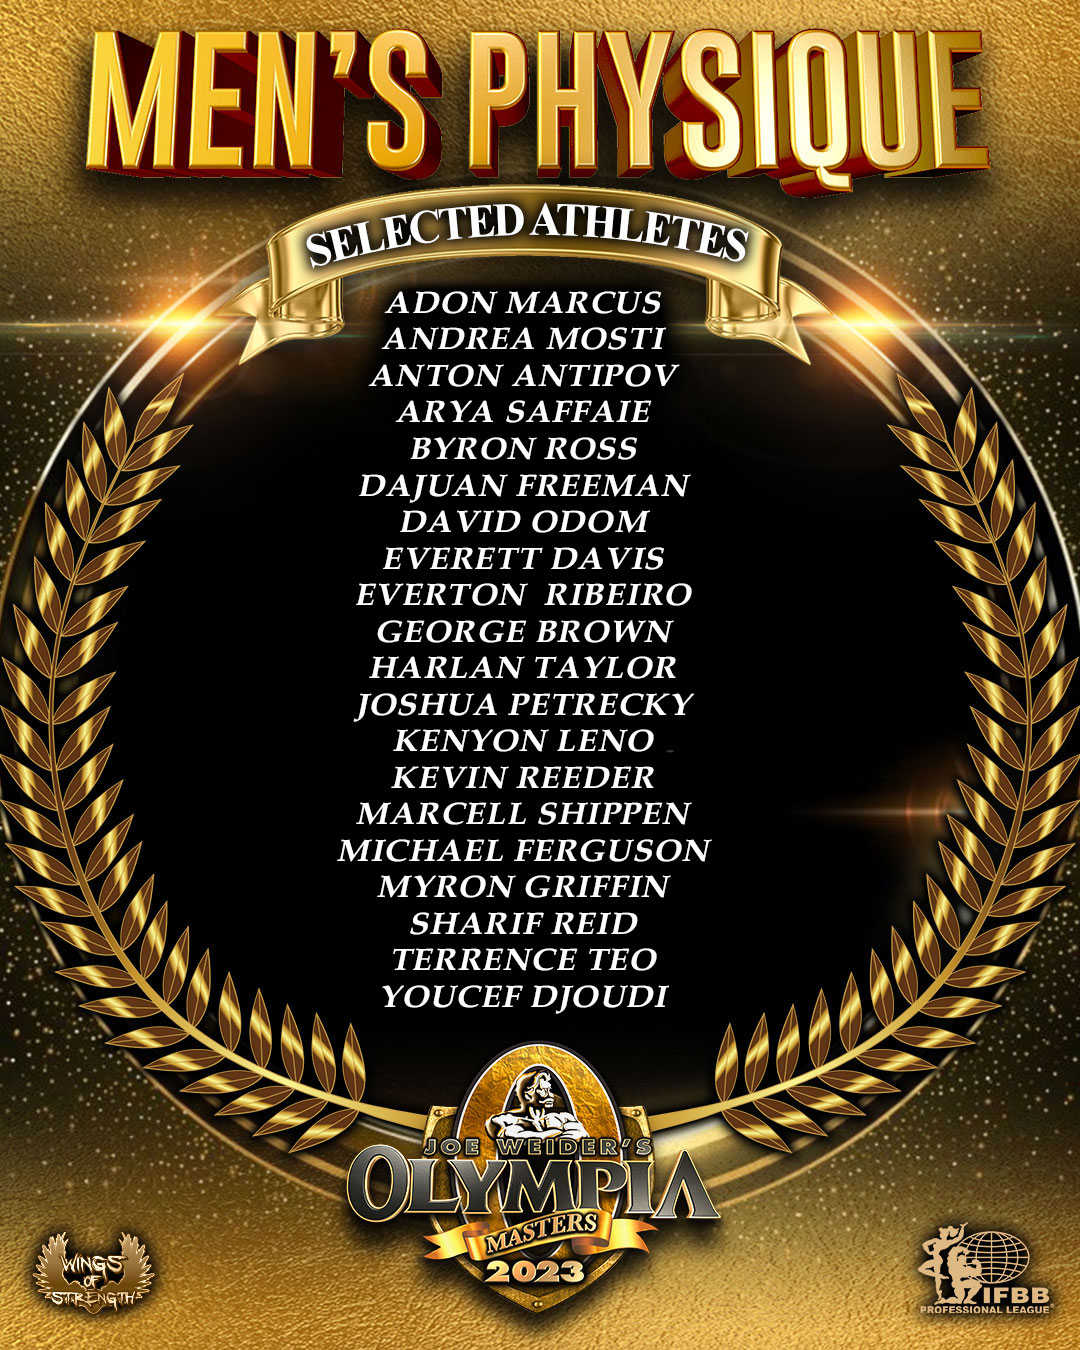 MEN'S PHYSIQUE
SELECTED ATHLETES
ADON MARCUS
ANDREA MOSTI
ANTON ANTIPOV
ARYA SAFFAIE
BYRON ROSS
DAJUAN FREEMAN
DAVID ODOM
EVERETT DAVIS
EVERTON RIBEIRO
GEORGE BROWN
HARLAN TAYLOR
JOSHUA PETRECKY
KENYON LENO
KEVIN REEDER
MARCELL SHIPPEN
MICHAEL FERGUSON
MYRON GRIFFIN
SHARIF REID
TERRENCE TEO
YOUCEF DJOUDI
JOE WEIDER'S
OLYMPIA
MASTERS
2023
WINGS
OF
STRENGTH
IFBB
PROFESSIONAL LEAGUE